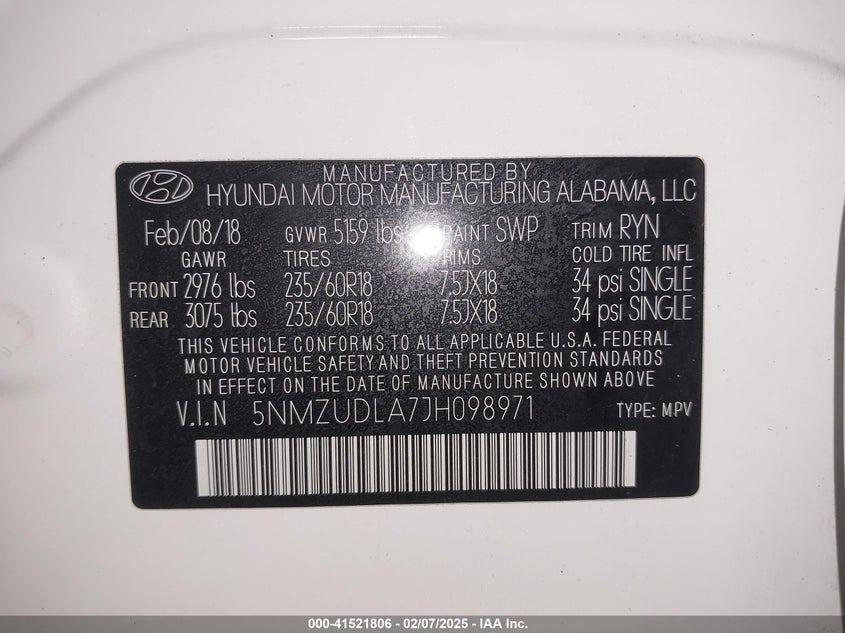 MANUFACTURED BY
HYUNDAI MOTOR MANUFACTURING ALABAMA, LLC
Feb/08/18 GVWR 5159 lbs PAINT SWP TRIM RYN
GAWR TIRES RIMS COLD TIRE INFL
FRONT 2976 lbs 235/60R18 7.5JX18 34 psi SINGLE
REAR 3075 lbs 235/60R18 7.5JX18 34 psi SINGLE
THIS VEHICLE CONFORMS TO ALL APPLICABLE U.S.A. FEDERAL
MOTOR VEHICLE SAFETY AND THEFT PREVENTION STANDARDS
IN EFFECT ON THE DATE OF MANUFACTURE SHOWN ABOVE
V.I.N 5NMZUDLA7JH098971 TYPE: MPV
000-41521806 - 02/07/2025 - IAA Inc.